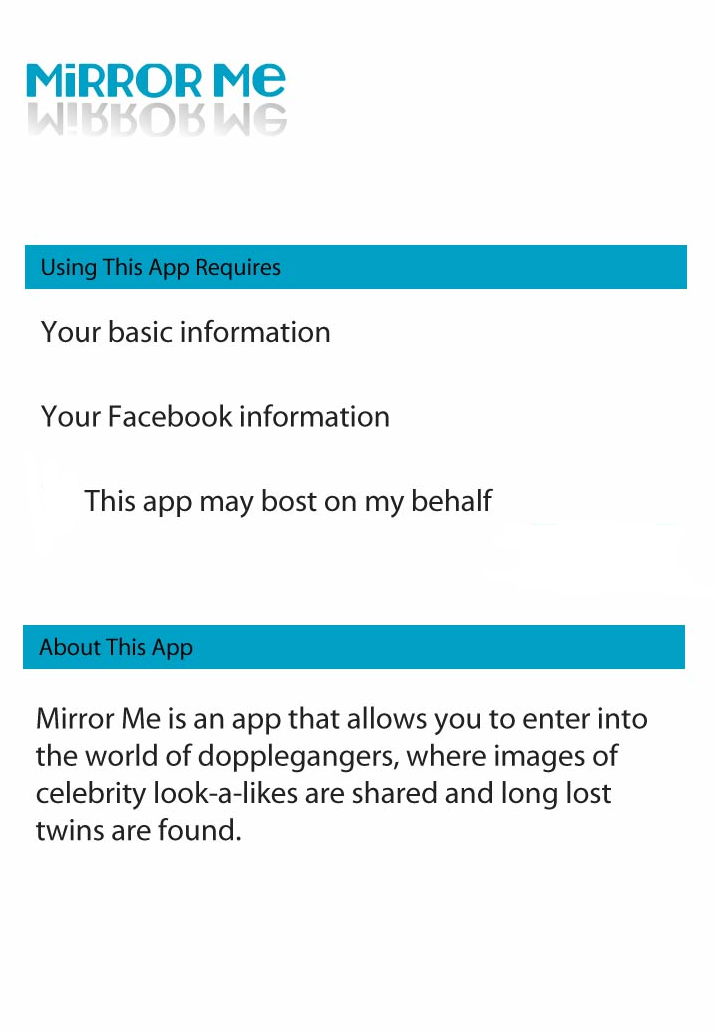 MiRROR Me
MiRROR Me
Using This App Requires
Your basic information
Your Facebook information
This app may bost on my behalf
About This App
Mirror Me is an app that allows you to enter into
the world of dopplegangers, where images of
celebrity look-a-likes are shared and long lost
twins are found.